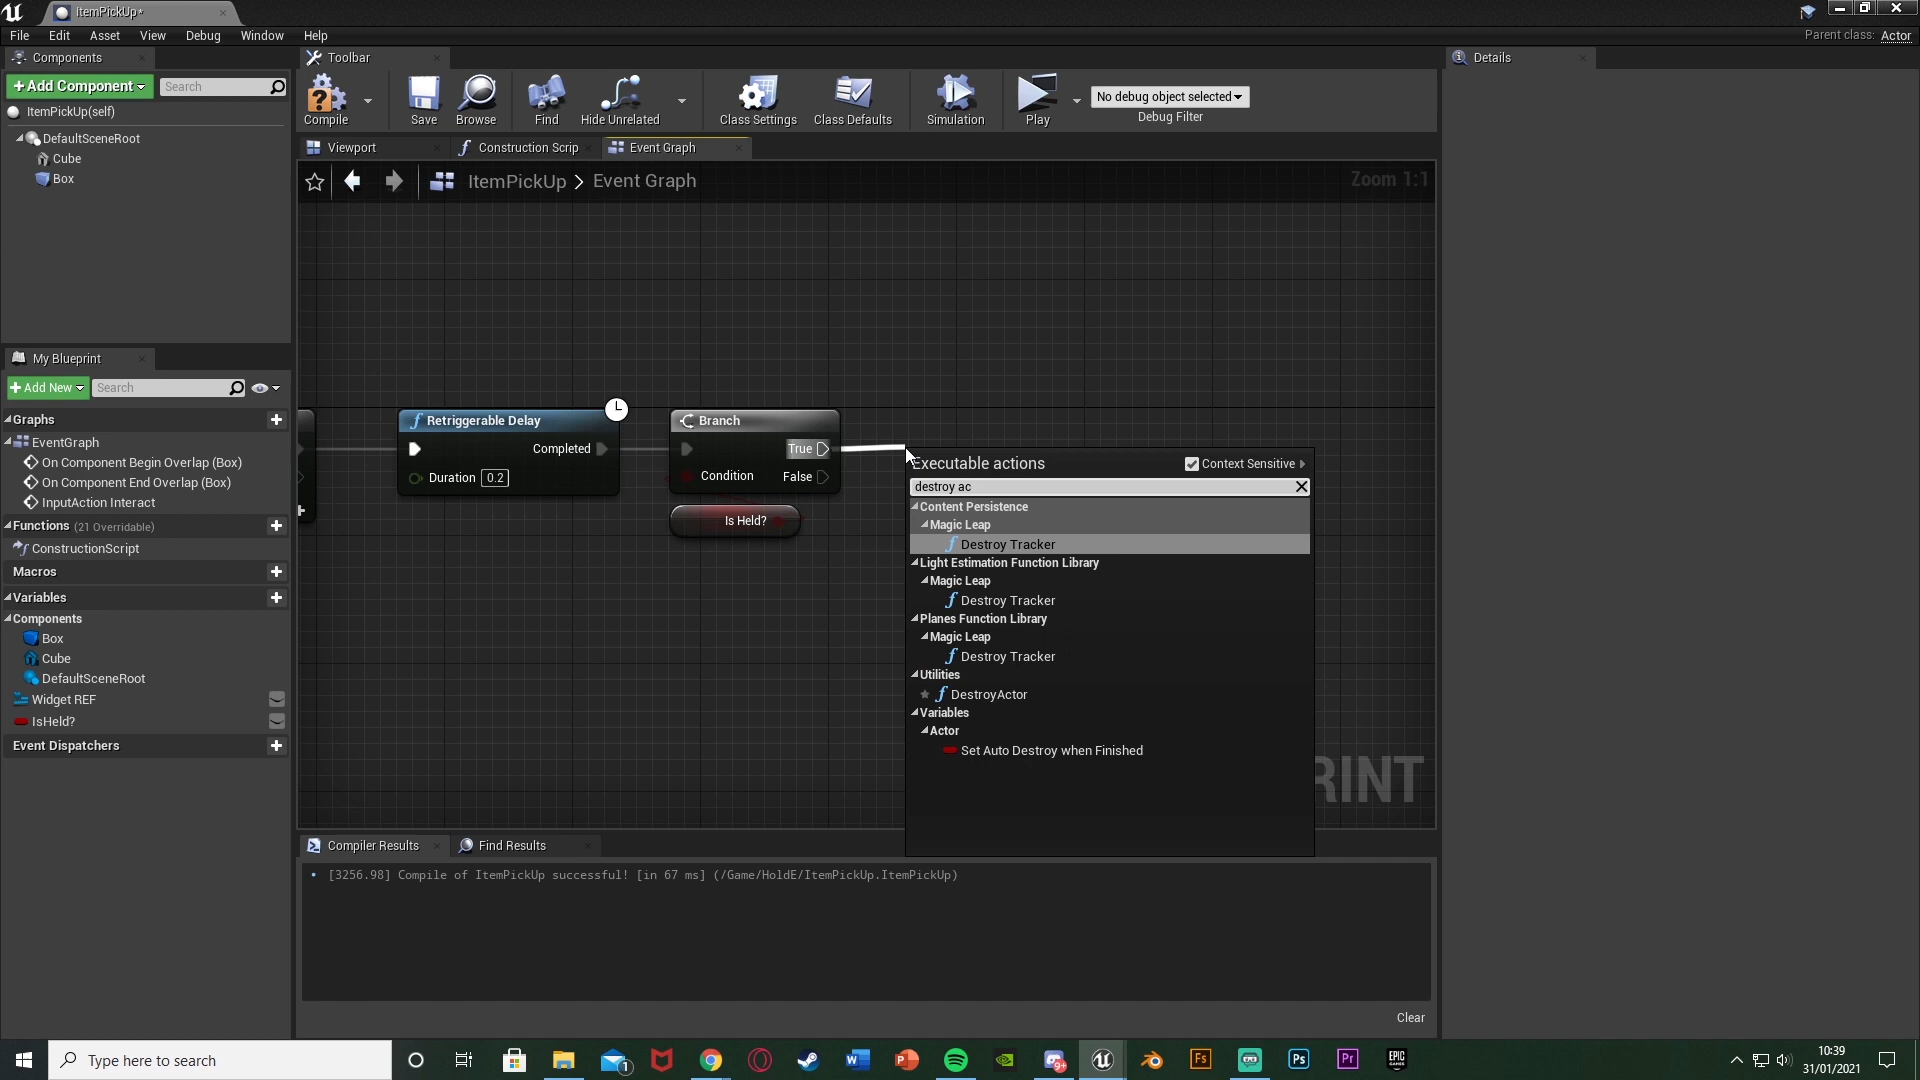 ItemPickUp*
File Edit Asset View Debug Window Help
Parent class: Actor
Components
Toolbar
Details
+Add Component
Search
Compile
Save
Browse
Find
Hide Unrelated
Class Settings
Class Defaults
Simulation
Play
No debug object selected
Debug Filter
ItemPickUp(self)
DefaultSceneRoot
Cube
Box
Viewport
Construction Scrip
Event Graph
ItemPickUp > Event Graph
Zoom 1:1
My Blueprint
+Add New
Search
Graphs
EventGraph
On Component Begin Overlap (Box)
On Component End Overlap (Box)
InputAction Interact
Functions (21 Overridable)
ConstructionScript
Macros
Variables
Components
Box
Cube
DefaultSceneRoot
Widget REF
IsHeld?
Event Dispatchers
Retriggerable Delay
Completed
Duration 0.2
Branch
True
Condition
False
Is Held?
Executable actions
Context Sensitive
destroy ac
Content Persistence
Magic Leap
Destroy Tracker
Light Estimation Function Library
Magic Leap
Destroy Tracker
Planes Function Library
Magic Leap
Destroy Tracker
Utilities
DestroyActor
Variables
Actor
Set Auto Destroy when Finished
RINT
Compiler Results
Find Results
[3256.98] Compile of ItemPickUp successful! [in 67 ms] (/Game/HoldE/ItemPickUp.ItemPickUp)
Clear
Type here to search
1
W
P
9+
Fs
Ps
Pr
EPIC
GAMES
10:39
31/01/2021